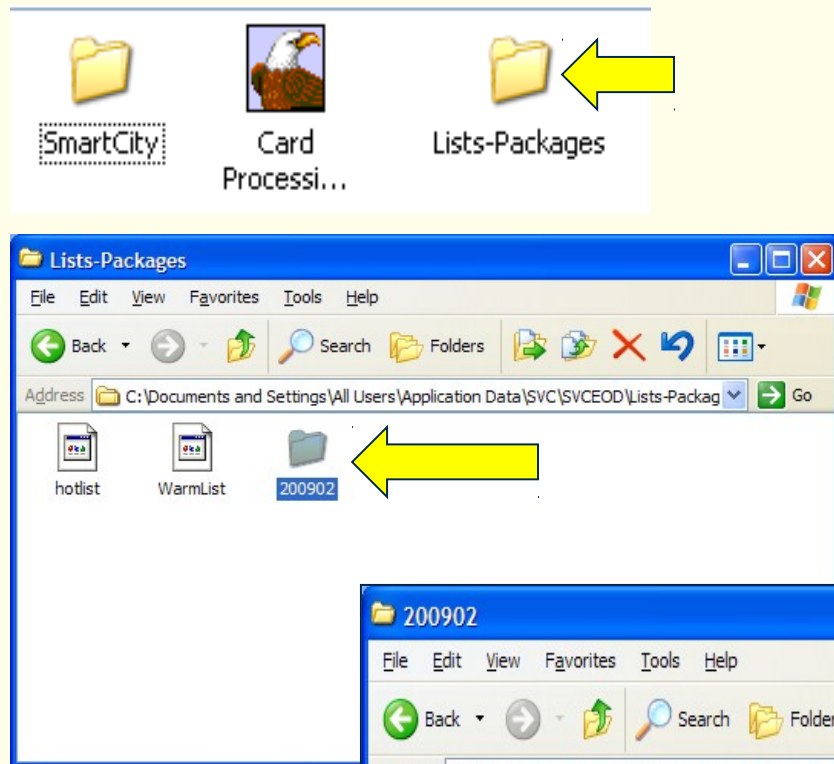 SmartCity Card Lists-Packages
Processi...
Lists-Packages
File Edit View Favorites Tools Help
Back Search Folders
Address C:\Documents and Settings\All Users\Application Data\SVC\SVCEOD\Lists-Packag Go
hotlist WarmList 200902
200902
File Edit View Favorites Tools Help
Back Search Folder